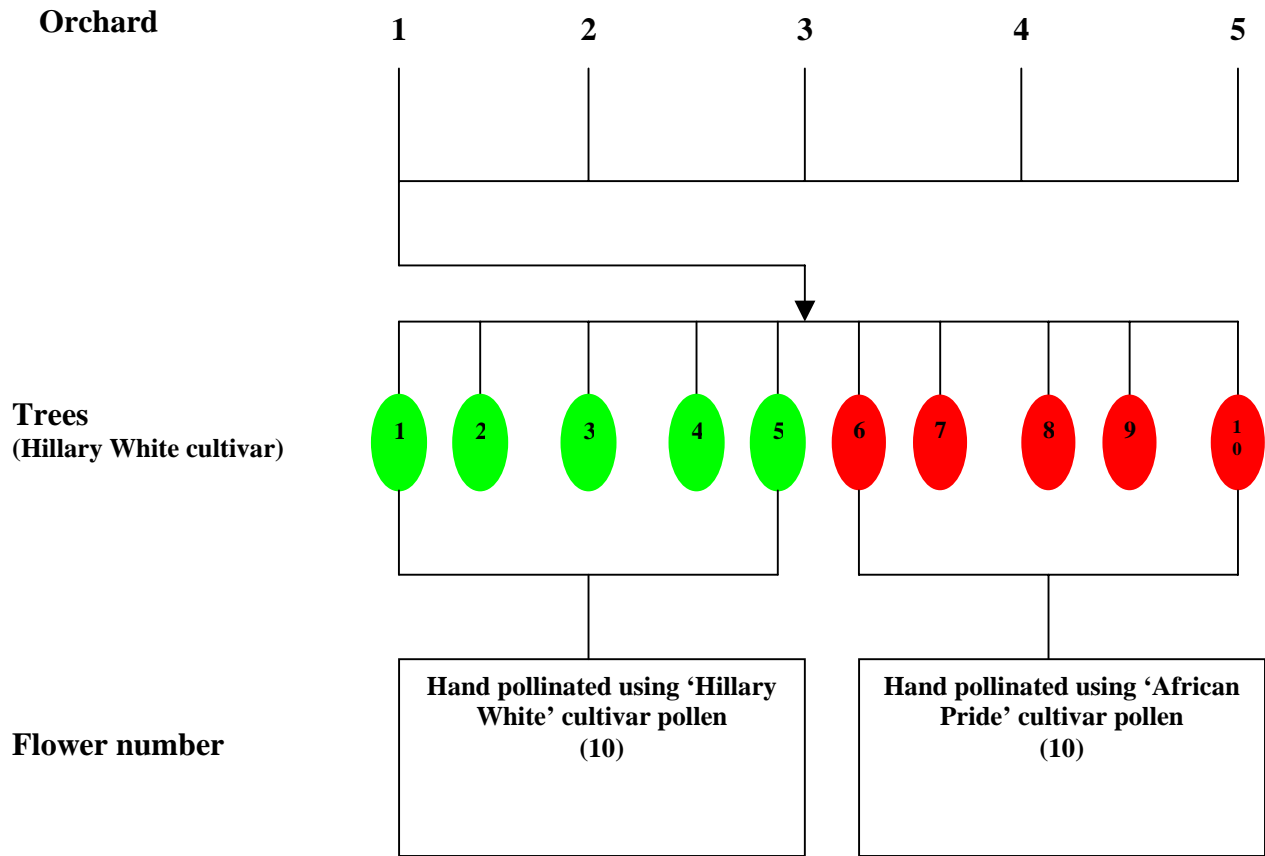 Orchard
1 2 3 4 5
Trees
(Hillary White cultivar)
1 2 3 4 5 6 7 8 9 1
0
Hand pollinated using ‘Hillary
White’ cultivar pollen
(10)
Hand pollinated using ‘African
Pride’ cultivar pollen
(10)
Flower number